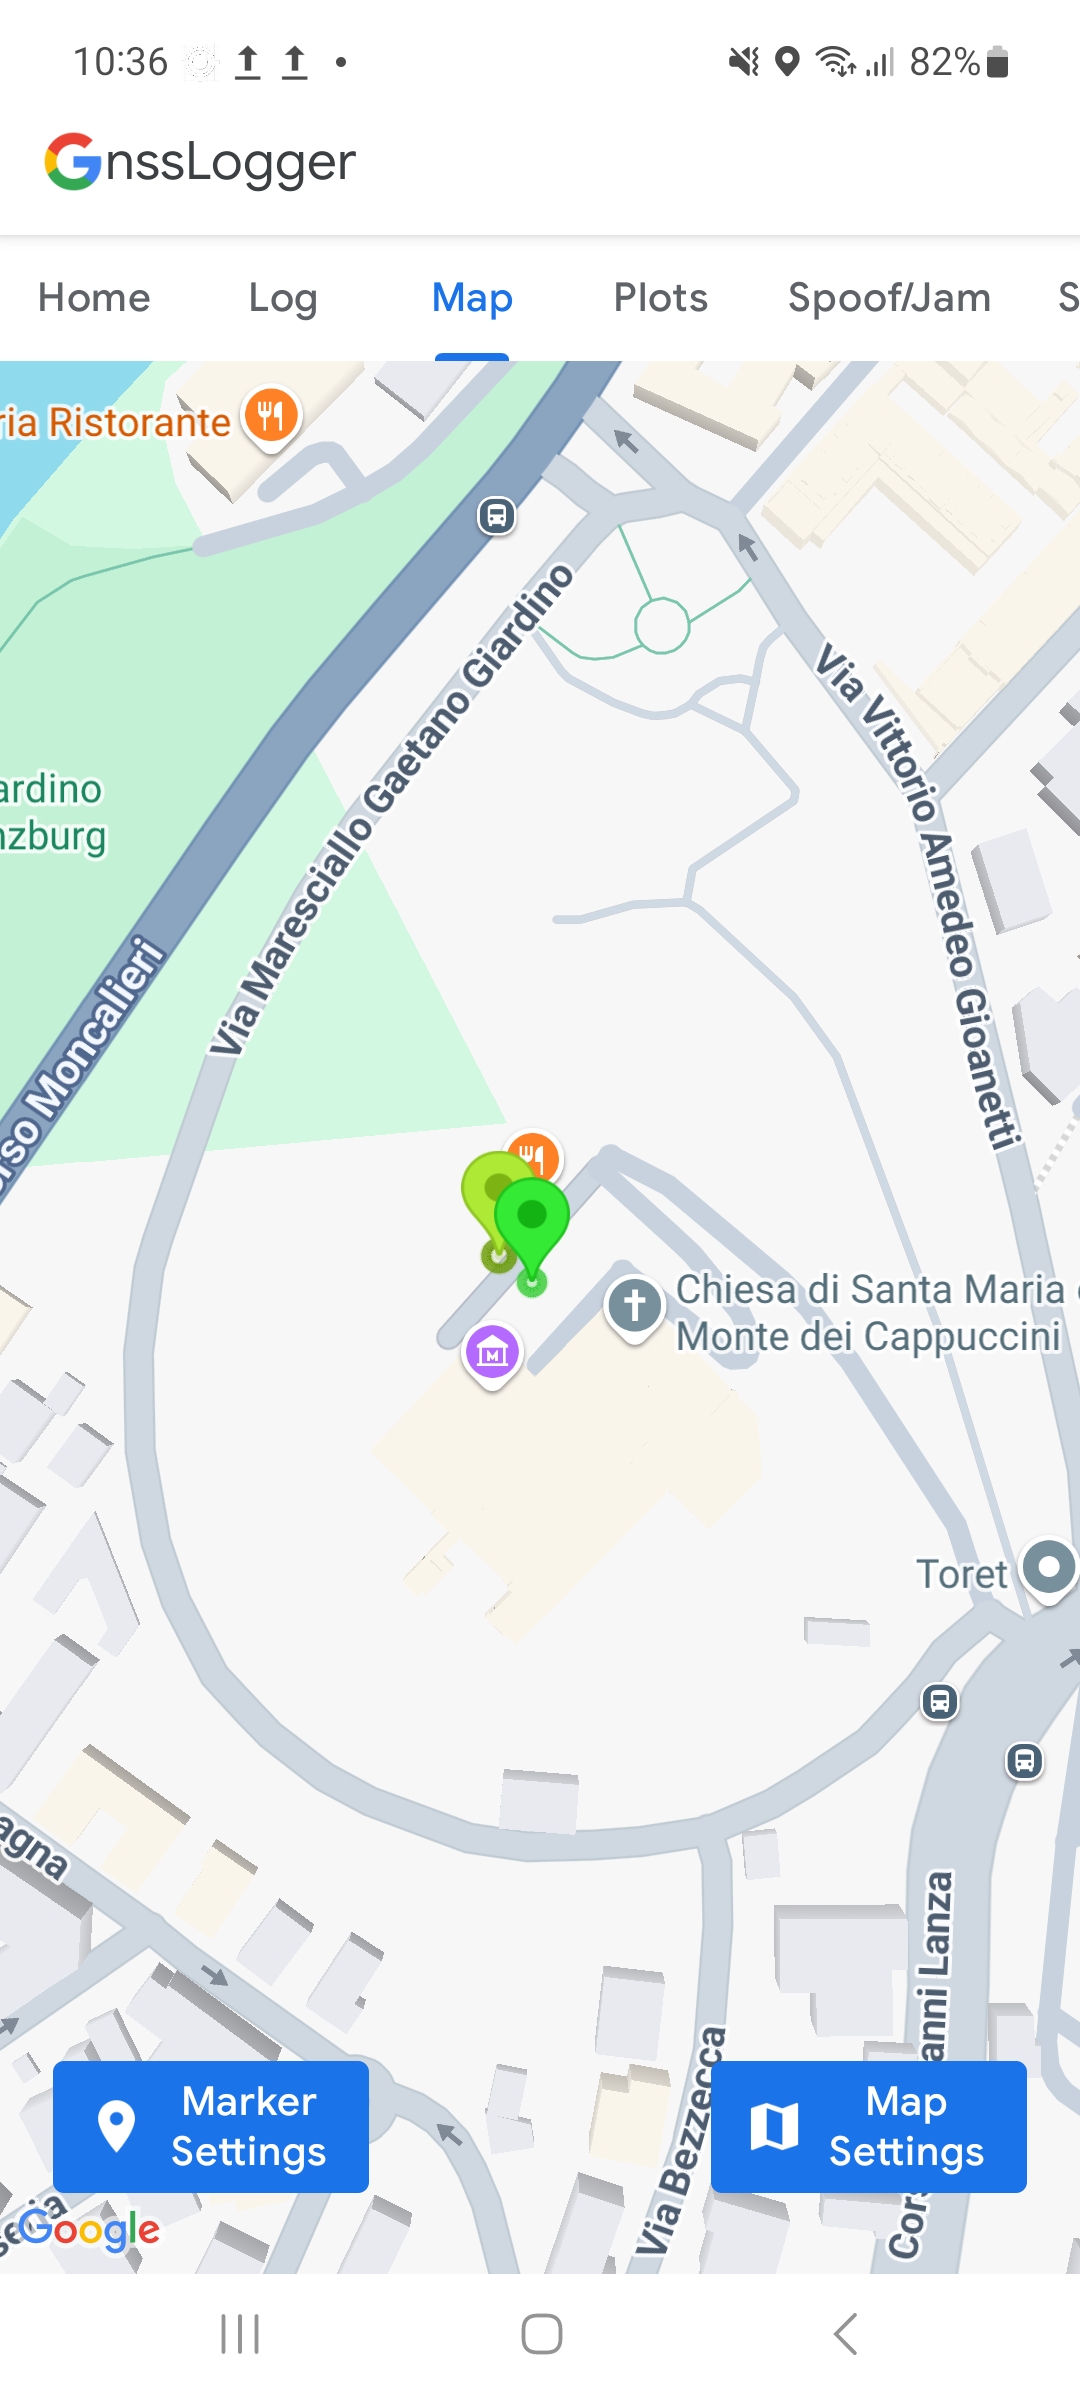 10:36
82%
GnssLogger
Home Log Map Plots Spoof/Jam S
ria Ristorante
Via Maresciallo Gaetano Giardino
Via Vittorio Amedeo Gioanetti
ardino
nzburg
rso Moncalieri
Chiesa di Santa Maria
Monte dei Cappuccini
Toret
agna
anni Lanza
Cors
Via Bezzecca
Marker
Settings
Map
Settings
Google